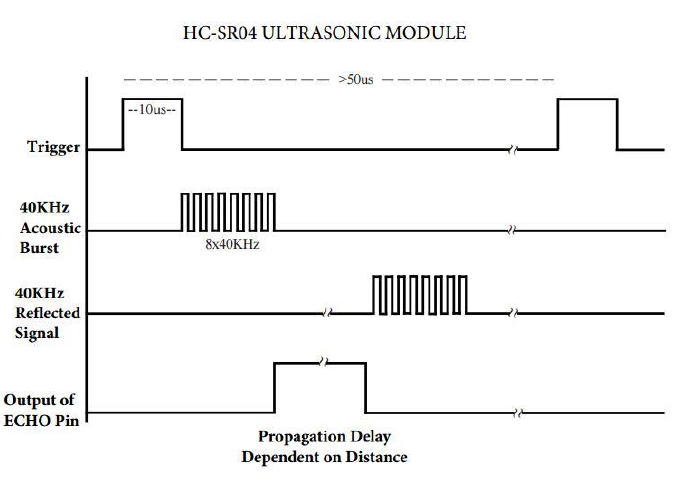 HC-SR04 ULTRASONIC MODULE
>50us
--10us--
Trigger
40KHz
Acoustic
Burst
8x40KHz
40KHz
Reflected
Signal
Output of
ECHO Pin
Propagation Delay
Dependent on Distance